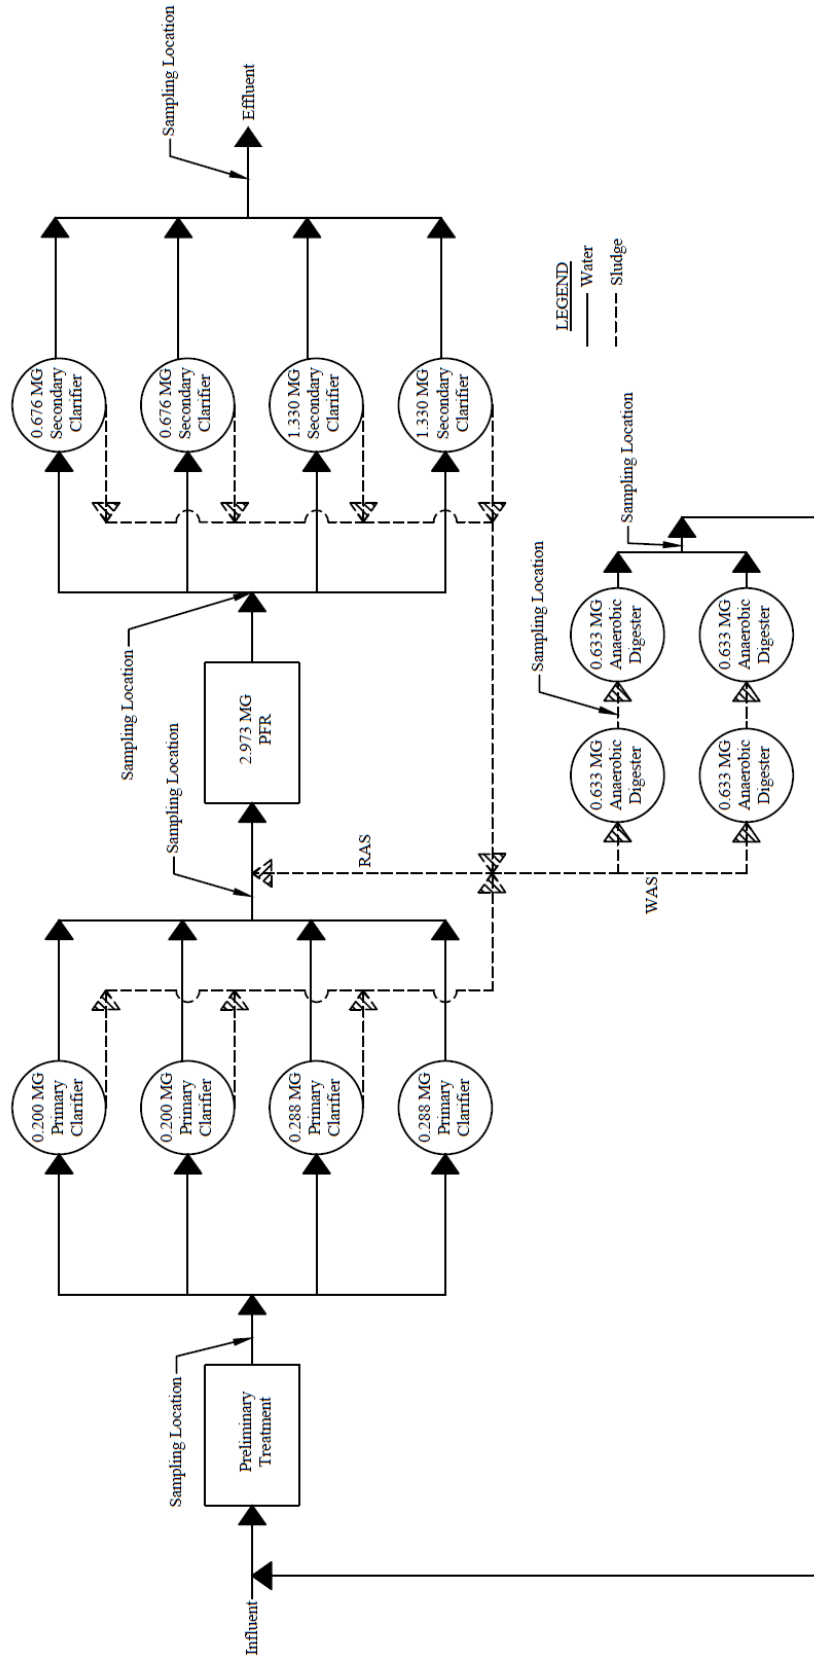 Influent
Sampling Location
Preliminary
Treatment
0.200 MG
Primary
Clarifier
0.200 MG
Primary
Clarifier
0.288 MG
Primary
Clarifier
0.288 MG
Primary
Clarifier
Sampling Location
RAS
WAS
2.973 MG
PFR
Sampling Location
0.676 MG
Secondary
Clarifier
0.676 MG
Secondary
Clarifier
1.330 MG
Secondary
Clarifier
1.330 MG
Secondary
Clarifier
Sampling Location
Effluent
0.633 MG
Anaerobic
Digester
0.633 MG
Anaerobic
Digester
Sampling Location
0.633 MG
Anaerobic
Digester
0.633 MG
Anaerobic
Digester
Sampling Location
LEGEND
Water
Sludge